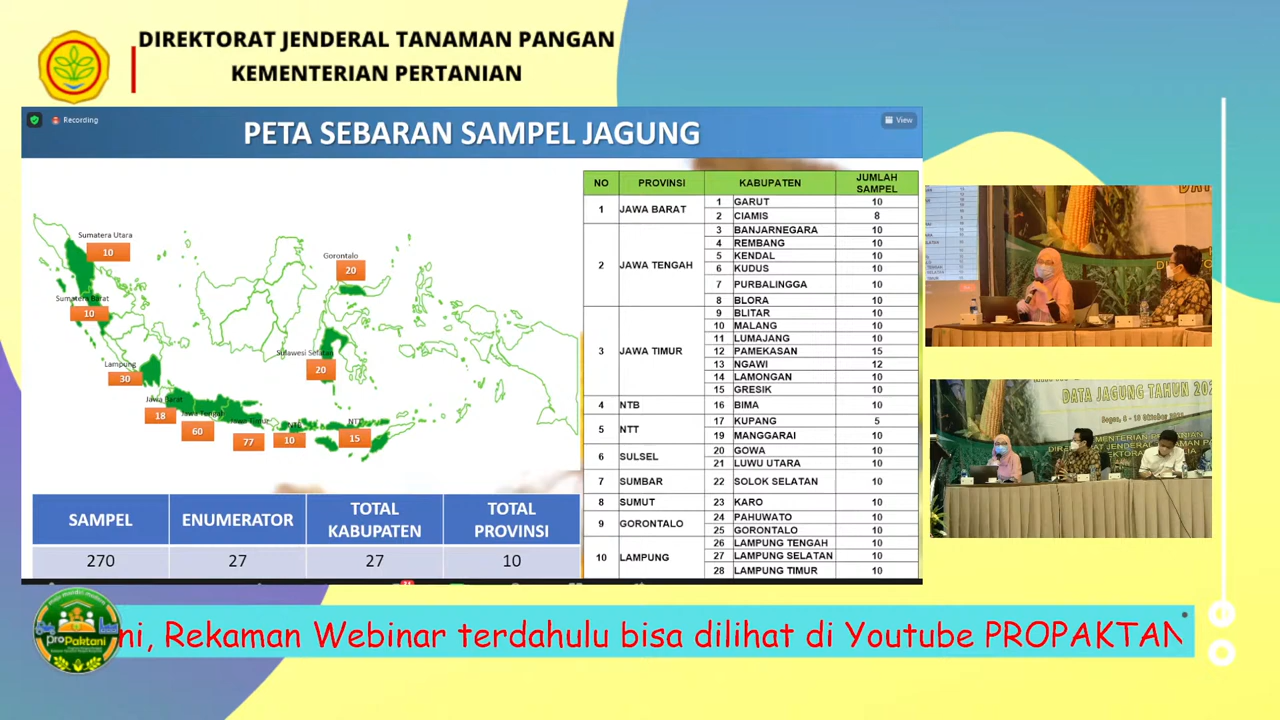 DIREKTORAT JENDERAL TANAMAN PANGAN
KEMENTERIAN PERTANIAN
Recording
PETA SEBARAN SAMPEL JAGUNG
View
Sumatera Utara
10
Sumatera Barat
10
Lampung
30
Jawa Barat
18
Jawa Tengah
60
Jawa Timur
77
NTB
10
NTT
15
Gorontalo
20
Sulawesi Selatan
20
NO PROVINSI KABUPATEN JUMLAH SAMPEL
1 JAWA BARAT 1 GARUT 10
2 CIAMIS 8
2 JAWA TENGAH 3 BANJARNEGARA 10
4 REMBANG 10
5 KENDAL 10
6 KUDUS 10
7 PURBALINGGA 10
8 BLORA 10
3 JAWA TIMUR 9 BLITAR 10
10 MALANG 10
11 LUMAJANG 10
12 PAMEKASAN 15
13 NGAWI 12
14 LAMONGAN 10
15 GRESIK 10
4 NTB 16 BIMA 10
5 NTT 17 KUPANG 5
19 MANGGARAI 10
6 SULSEL 20 GOWA 10
21 LUWU UTARA 10
7 SUMBAR 22 SOLOK SELATAN 10
8 SUMUT 23 KARO 10
9 GORONTALO 24 PAHUWATO 10
25 GORONTALO 10
10 LAMPUNG 26 LAMPUNG TENGAH 10
27 LAMPUNG SELATAN 10
28 LAMPUNG TIMUR 10
SAMPEL ENUMERATOR TOTAL KABUPATEN TOTAL PROVINSI
270 27 27 10
DATA JAGUNG TAHUN 202
KEMENTERIAN PERTANIAN
proPaktani
ni, Rekaman Webinar terdahulu bisa dilihat di Youtube PROPAKTAN